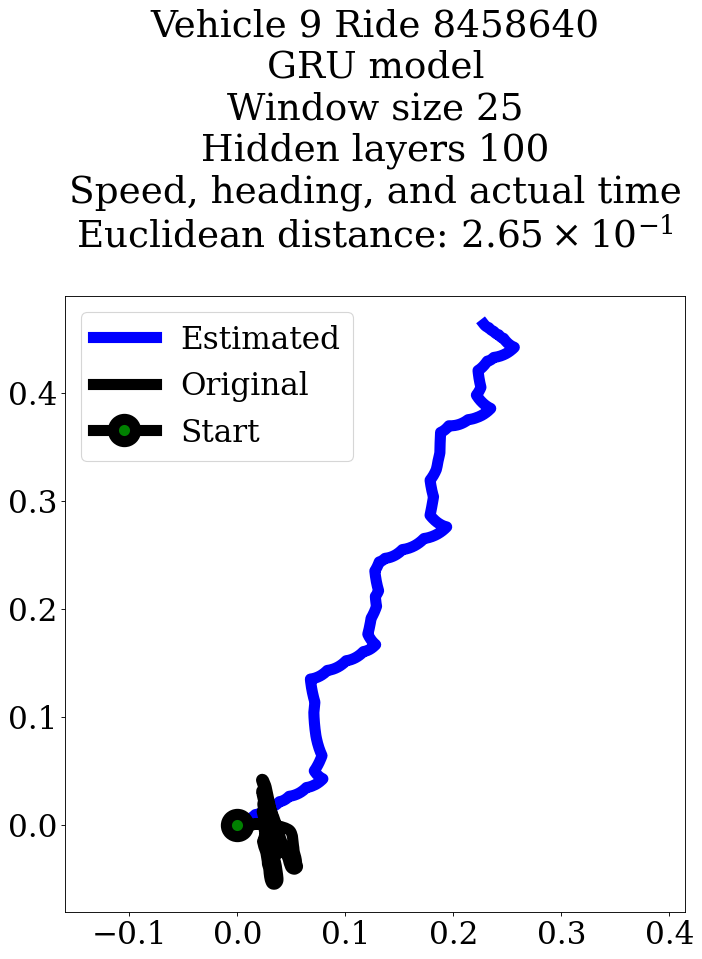 Vehicle 9 Ride 8458640
GRU model
Window size 25
Hidden layers 100
Speed, heading, and actual time
Euclidean distance: 2.65 × 10⁻¹
Estimated
Original
Start
0.4
0.3
0.2
0.1
0.0
−0.1 0.0 0.1 0.2 0.3 0.4